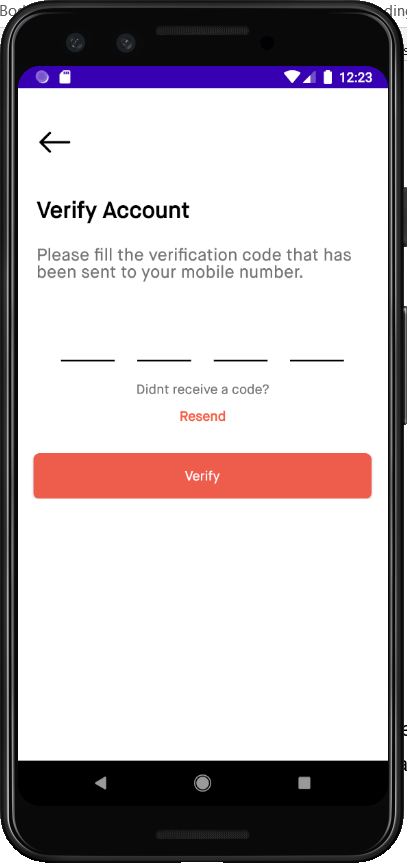 12:23
Verify Account
Please fill the verification code that has
been sent to your mobile number.
Didnt receive a code?
Resend
Verify